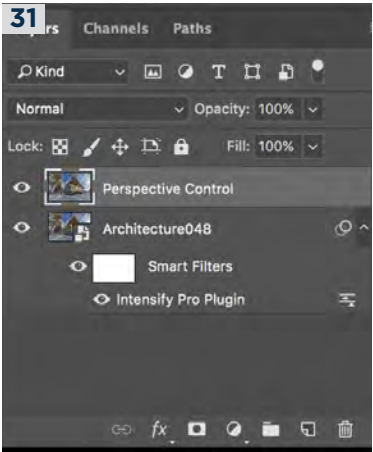 31
Channels Paths
Kind
Normal Opacity: 100%
Lock: Fill: 100%
Perspective Control
Architecture048
Smart Filters
Intensify Pro Plugin
fx